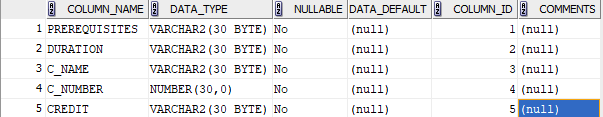 COLUMN_NAME DATA_TYPE NULLABLE DATA_DEFAULT COLUMN_ID COMMENTS
1 PREREQUISITES VARCHAR2(30 BYTE) No (null) 1 (null)
2 DURATION VARCHAR2(30 BYTE) No (null) 2 (null)
3 C_NAME VARCHAR2(30 BYTE) No (null) 3 (null)
4 C_NUMBER NUMBER(30,0) No (null) 4 (null)
5 CREDIT VARCHAR2(30 BYTE) No (null) 5 (null)